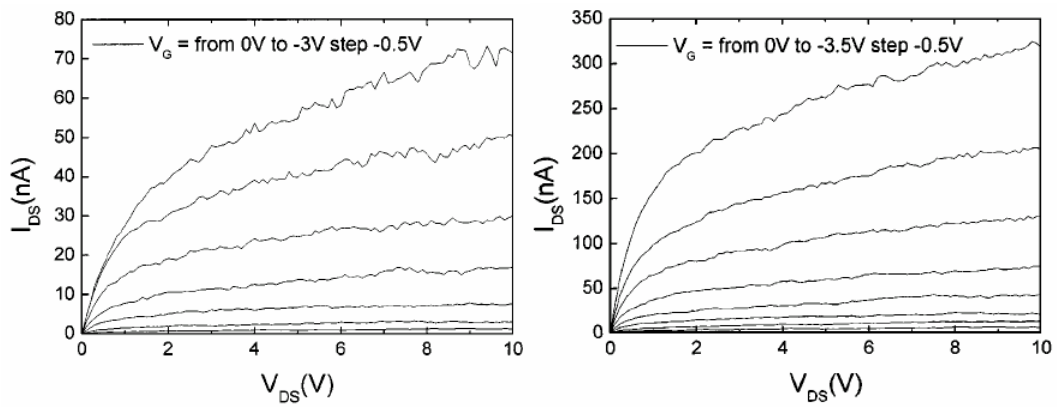 80
70
60
50
40
30
20
10
0
I_DS(nA)
V_G = from 0V to -3V step -0.5V
0 2 4 6 8 10
V_DS(V)
350
300
250
200
150
100
50
0
I_DS(nA)
V_G = from 0V to -3.5V step -0.5V
0 2 4 6 8 10
V_DS(V)